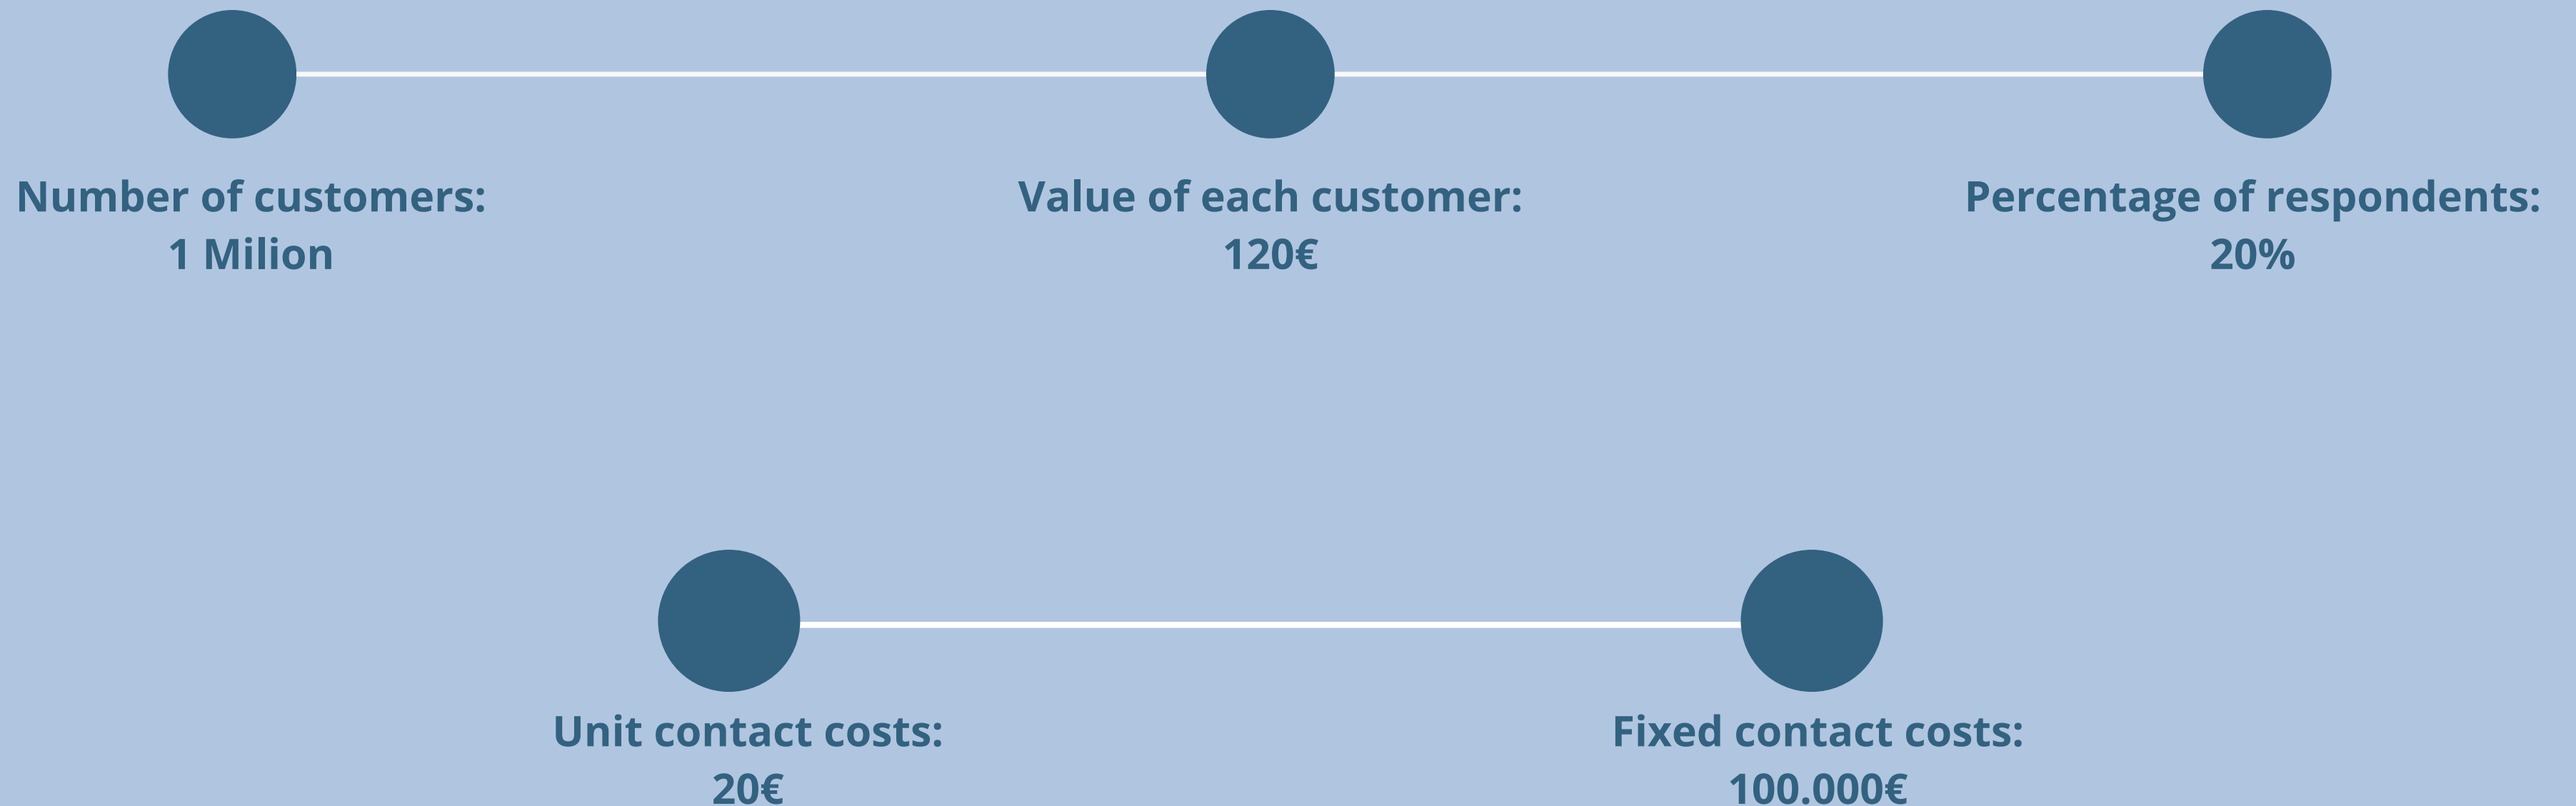 Number of customers:
1 Milion
Value of each customer:
120€
Percentage of respondents:
20%
Unit contact costs:
20€
Fixed contact costs:
100.000€